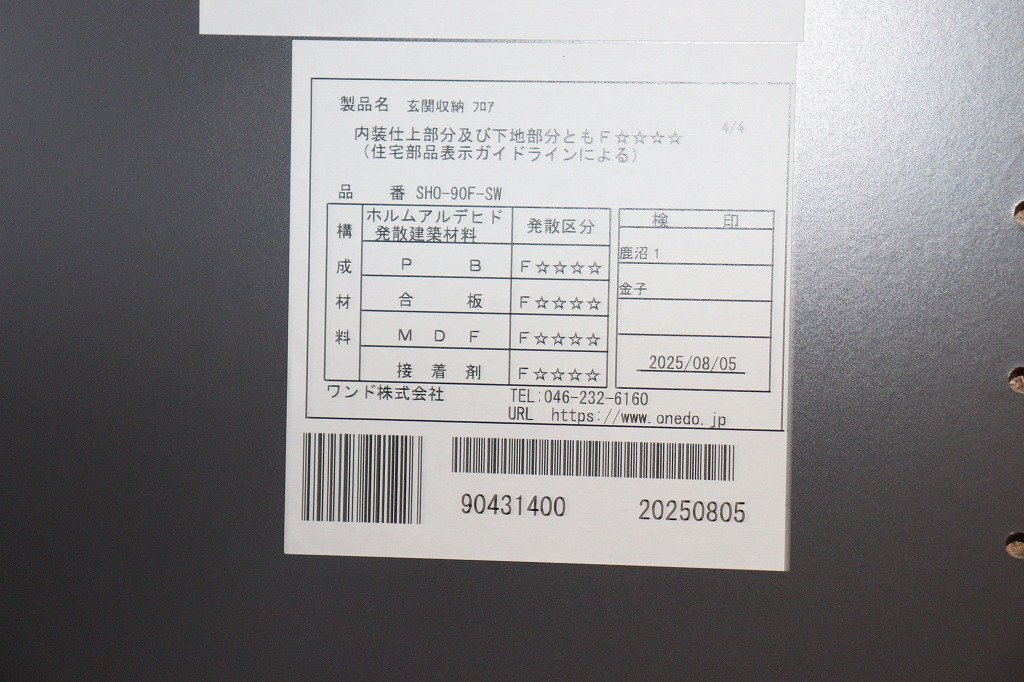 製品名 玄関収納 ﾌﾛｱ
4/4
内装仕上部分及び下地部分ともF☆☆☆☆
（住宅部品表示ガイドラインによる）
品 番 SHO-90F-SW
構成材料
ホルムアルデヒド
発散建築材料
発散区分
P B F☆☆☆☆
合 板 F☆☆☆☆
M D F F☆☆☆☆
接 着 剤 F☆☆☆☆
検 印
鹿沼1
金子
2025/08/05
ワンド株式会社 TEL:046-232-6160
URL https://www.onedo.jp
90431400 20250805